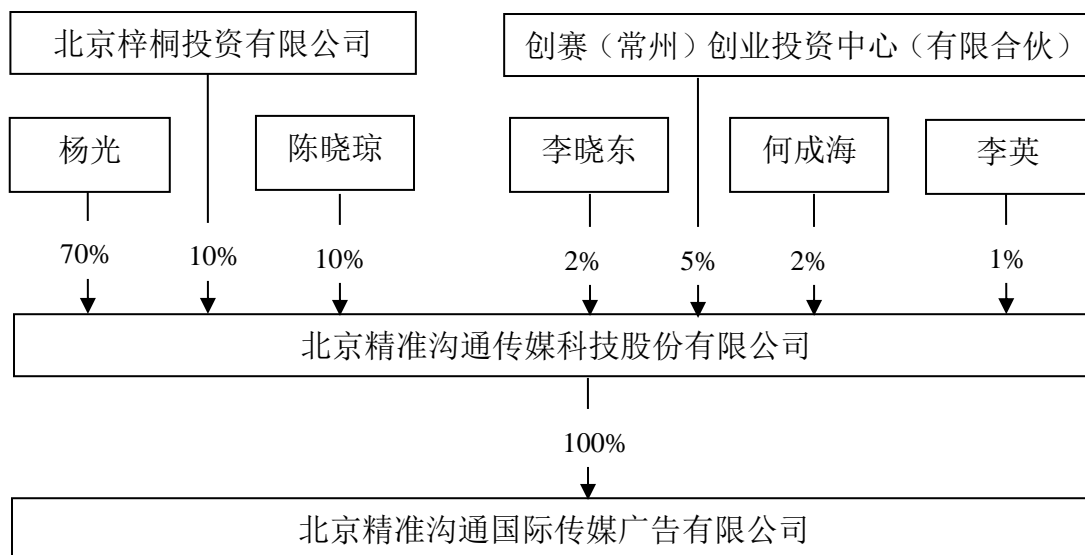 北京梓桐投资有限公司
创赛（常州）创业投资中心（有限合伙）
杨光
陈晓琼
李晓东
何成海
李英
70%
10%
10%
2%
5%
2%
1%
北京精准沟通传媒科技股份有限公司
100%
北京精准沟通国际传媒广告有限公司